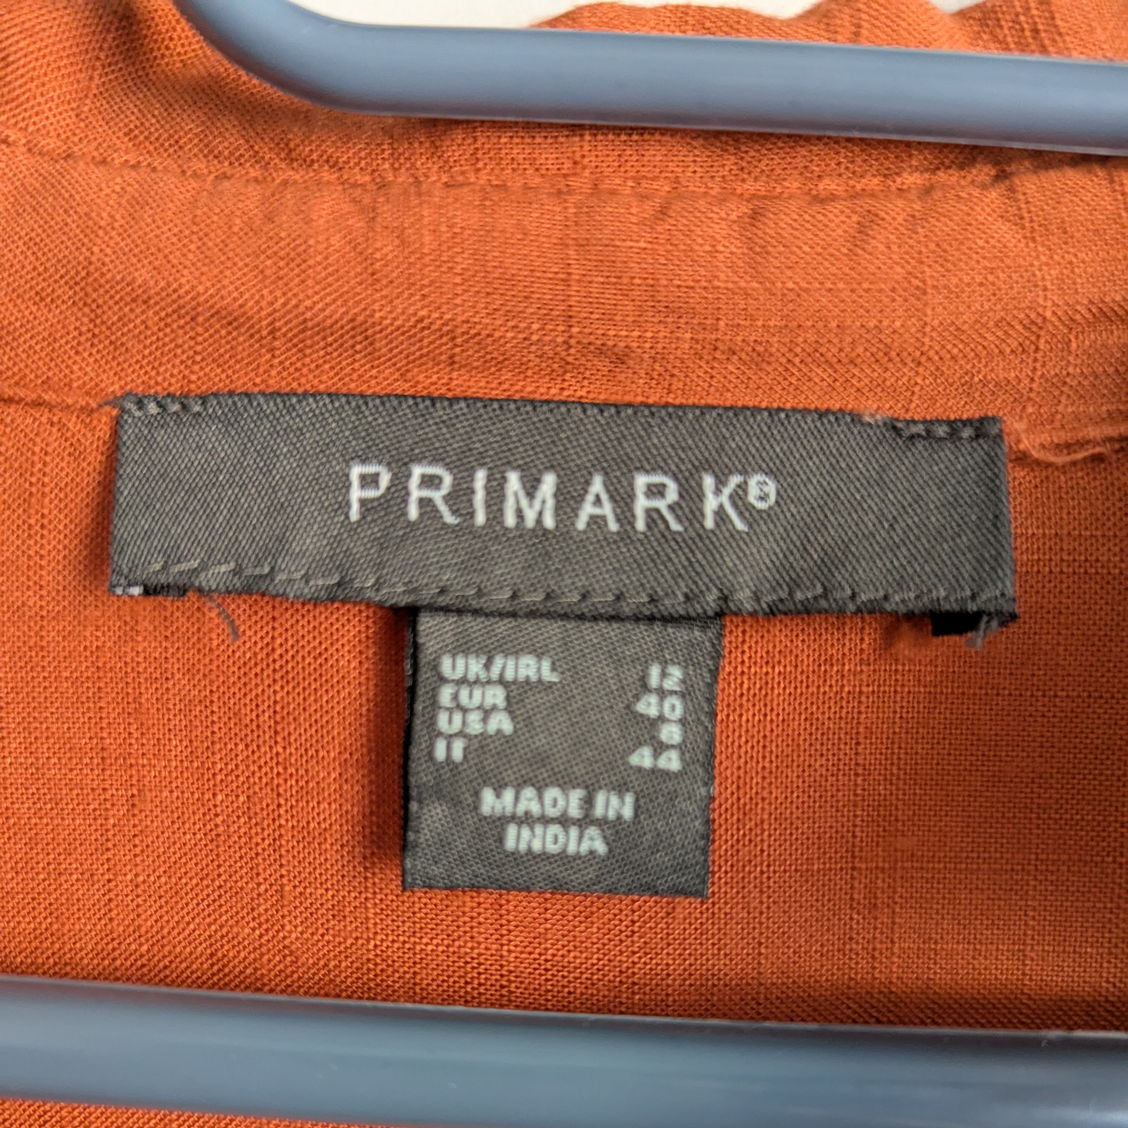 PRIMARK®
UK/IRL 12
EUR 40
USA 8
IT 44
MADE IN
INDIA